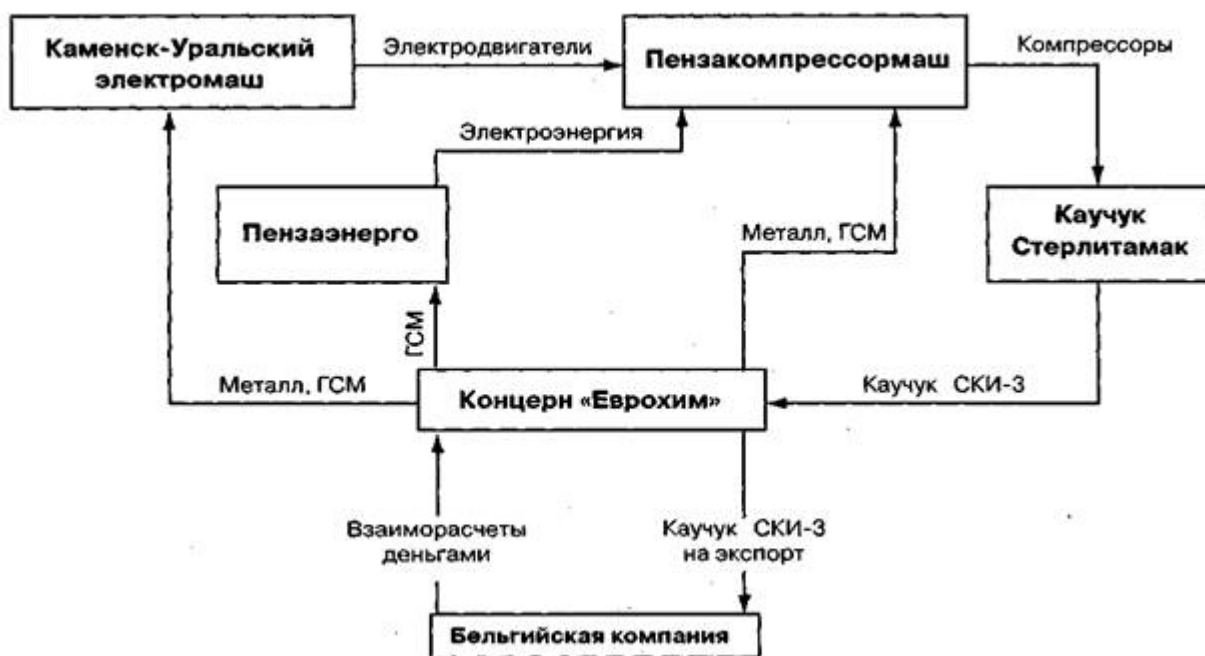 Каменск-Уральский
электромаш
Электродвигатели
Пензакомпрессормаш
Компрессоры
Электроэнергия
Пензаэнерго
Металл, ГСМ
Каучук
Стерлитамак
ГСМ
Металл, ГСМ
Концерн «Еврохим»
Каучук СКИ-3
Взаиморасчеты
деньгами
Каучук СКИ-3
на экспорт
Бельгийская компания